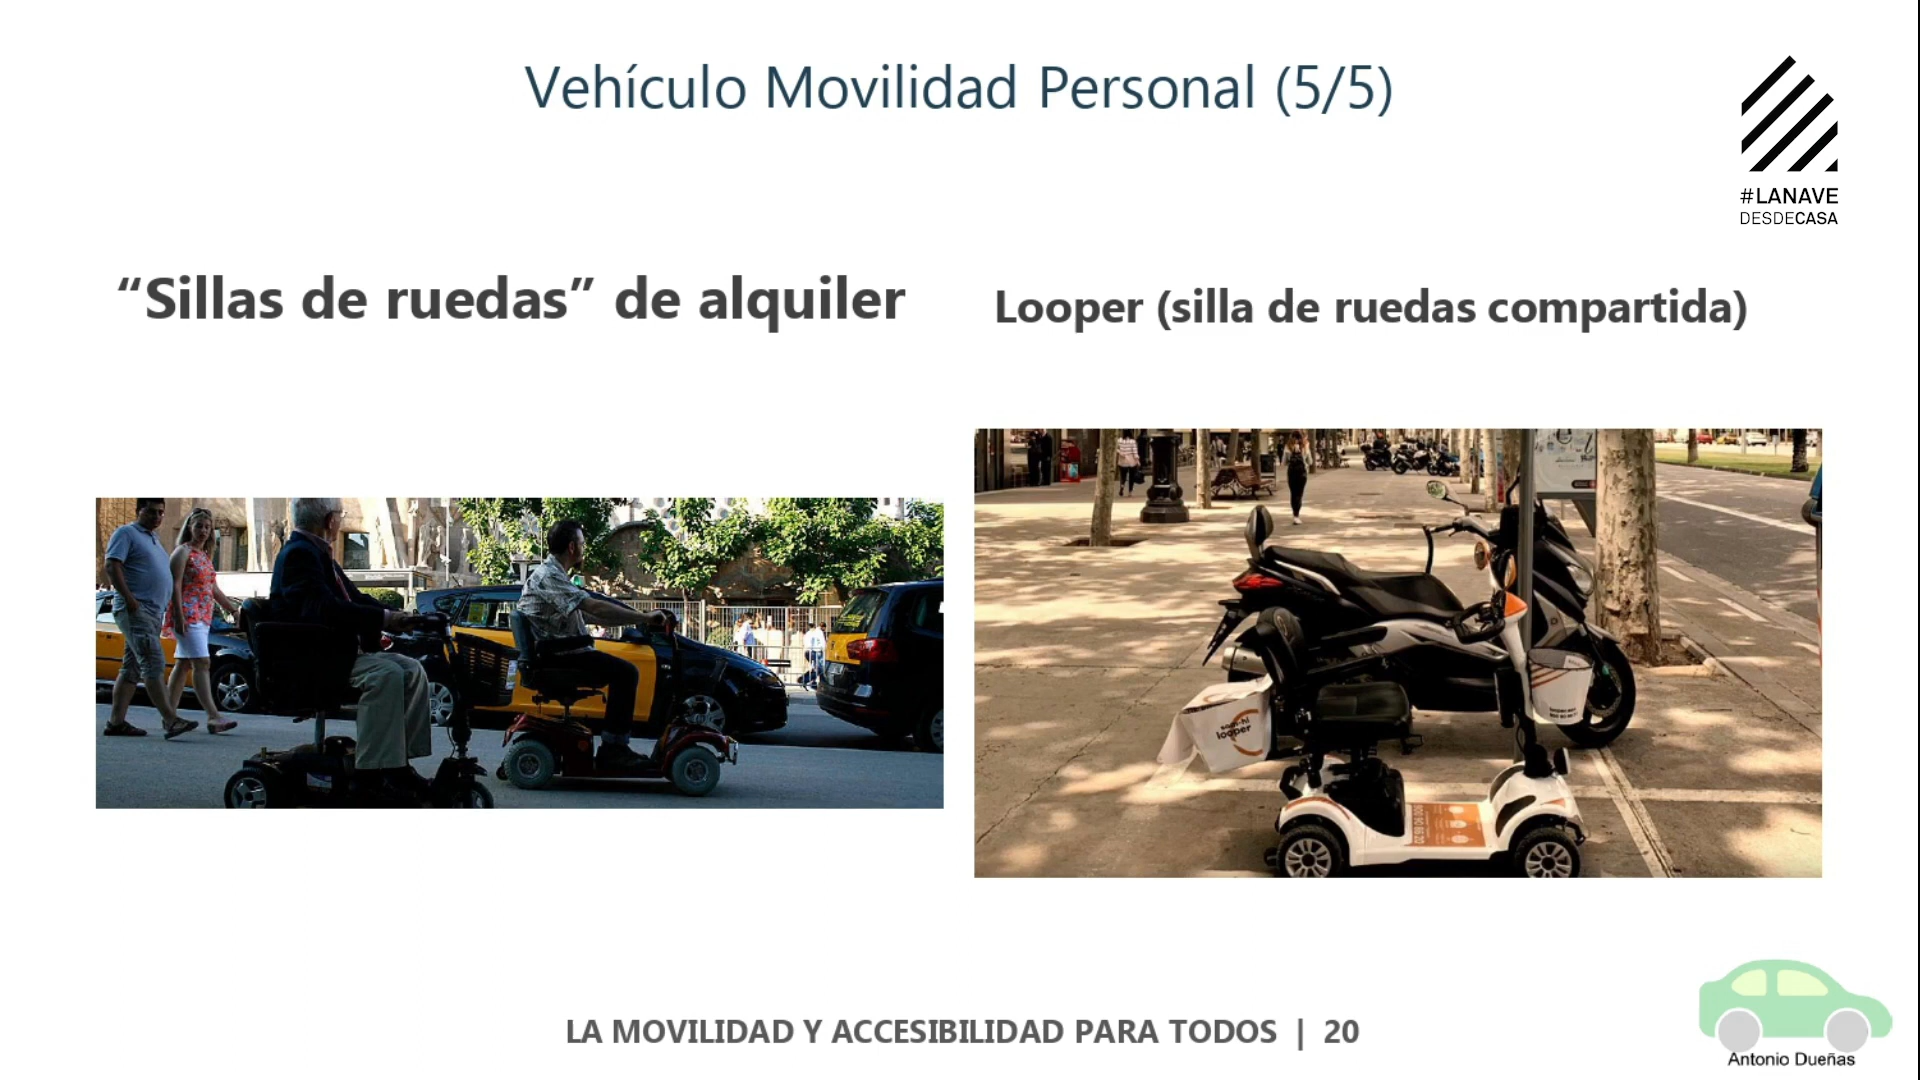 Vehículo Movilidad Personal (5/5)
#LANAVE
DESDECASA
“Sillas de ruedas” de alquiler
Looper (silla de ruedas compartida)
looper
LA MOVILIDAD Y ACCESIBILIDAD PARA TODOS | 20
Antonio Dueñas